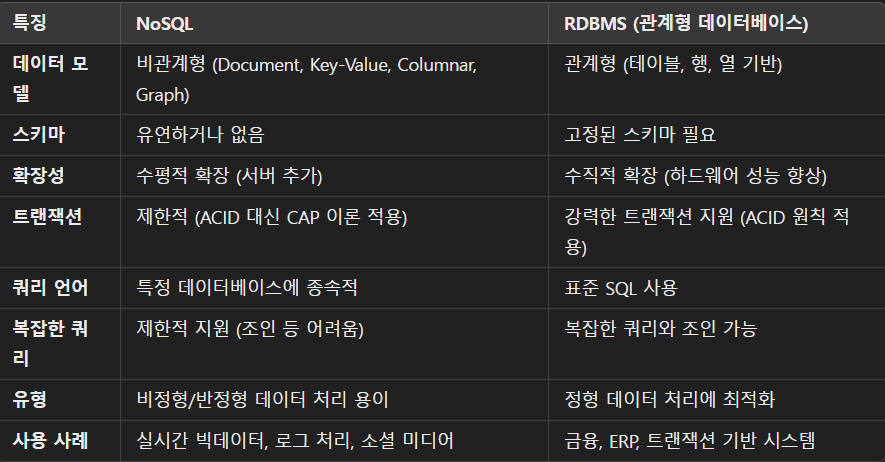 특징 NoSQL RDBMS (관계형 데이터베이스)
데이터 모 비관계형 (Document, Key-Value, Columnar, 관계형 (테이블, 행, 열 기반)
델 Graph)
스키마 유연하거나 없음 고정된 스키마 필요
확장성 수평적 확장 (서버 추가) 수직적 확장 (하드웨어 성능 향상)
트랜잭션 제한적 (ACID 대신 CAP 이론 적용) 강력한 트랜잭션 지원 (ACID 원칙 적
용)
쿼리 언어 특정 데이터베이스에 종속적 표준 SQL 사용
복잡한 쿼 제한적 지원 (조인 등 어려움) 복잡한 쿼리와 조인 가능
리
유형 비정형/반정형 데이터 처리 용이 정형 데이터 처리에 최적화
사용 사례 실시간 빅데이터, 로그 처리, 소셜 미디어 금융, ERP, 트랜잭션 기반 시스템